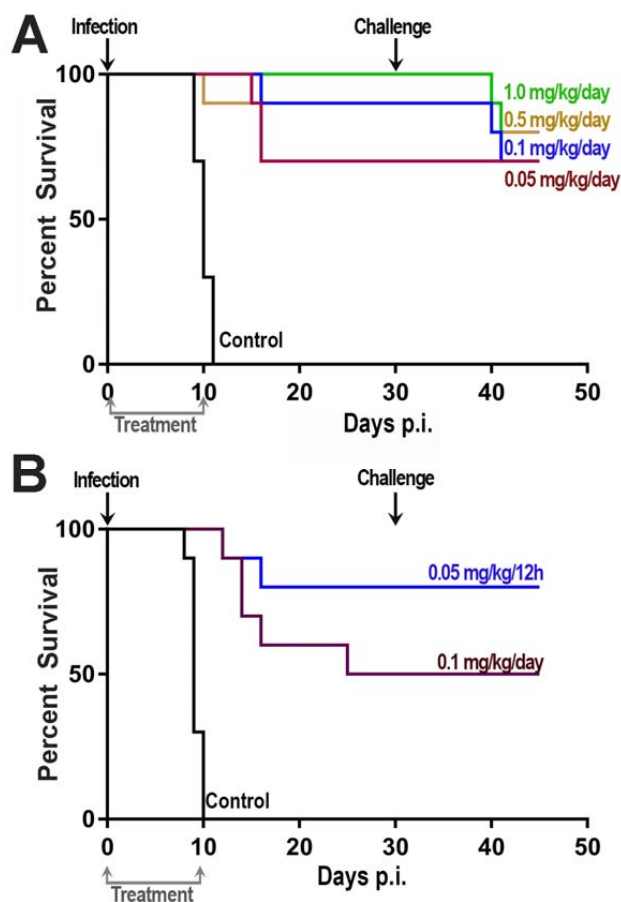 A
Infection
Challenge
100
50
0
Percent Survival
1.0 mg/kg/day
0.5 mg/kg/day
0.1 mg/kg/day
0.05 mg/kg/day
Control
0 10 20 30 40 50
Treatment
Days p.i.
B
Infection
Challenge
100
50
0
Percent Survival
0.05 mg/kg/12h
0.1 mg/kg/day
Control
0 10 20 30 40 50
Treatment
Days p.i.